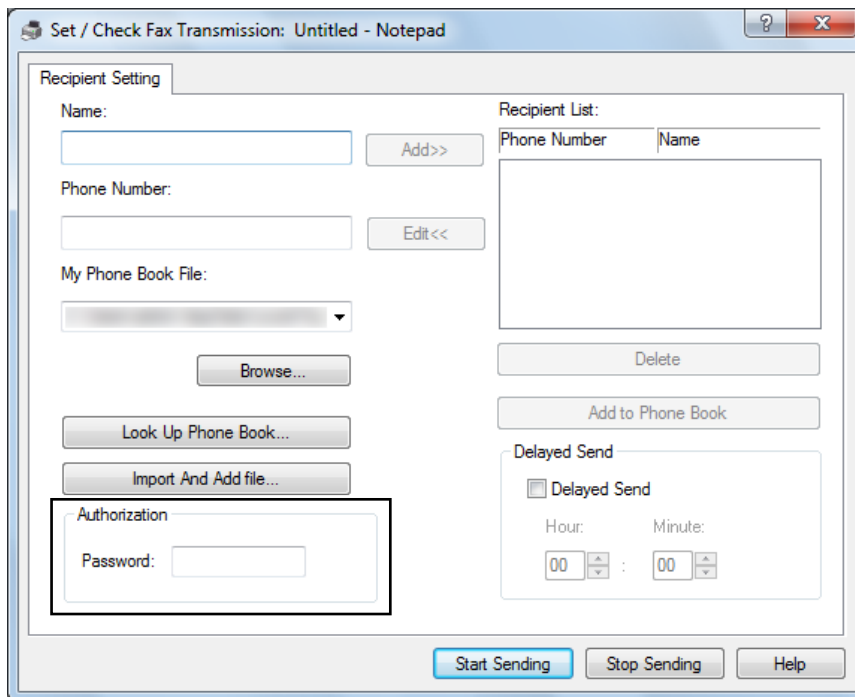 Set / Check Fax Transmission: Untitled - Notepad
?
Recipient Setting
Name:
Add>>
Phone Number:
Edit<<
My Phone Book File:
Browse...
Look Up Phone Book...
Import And Add file...
Authorization
Password:
Recipient List:
Phone Number Name
Delete
Add to Phone Book
Delayed Send
Delayed Send
Hour: Minute:
00 : 00
Start Sending Stop Sending Help